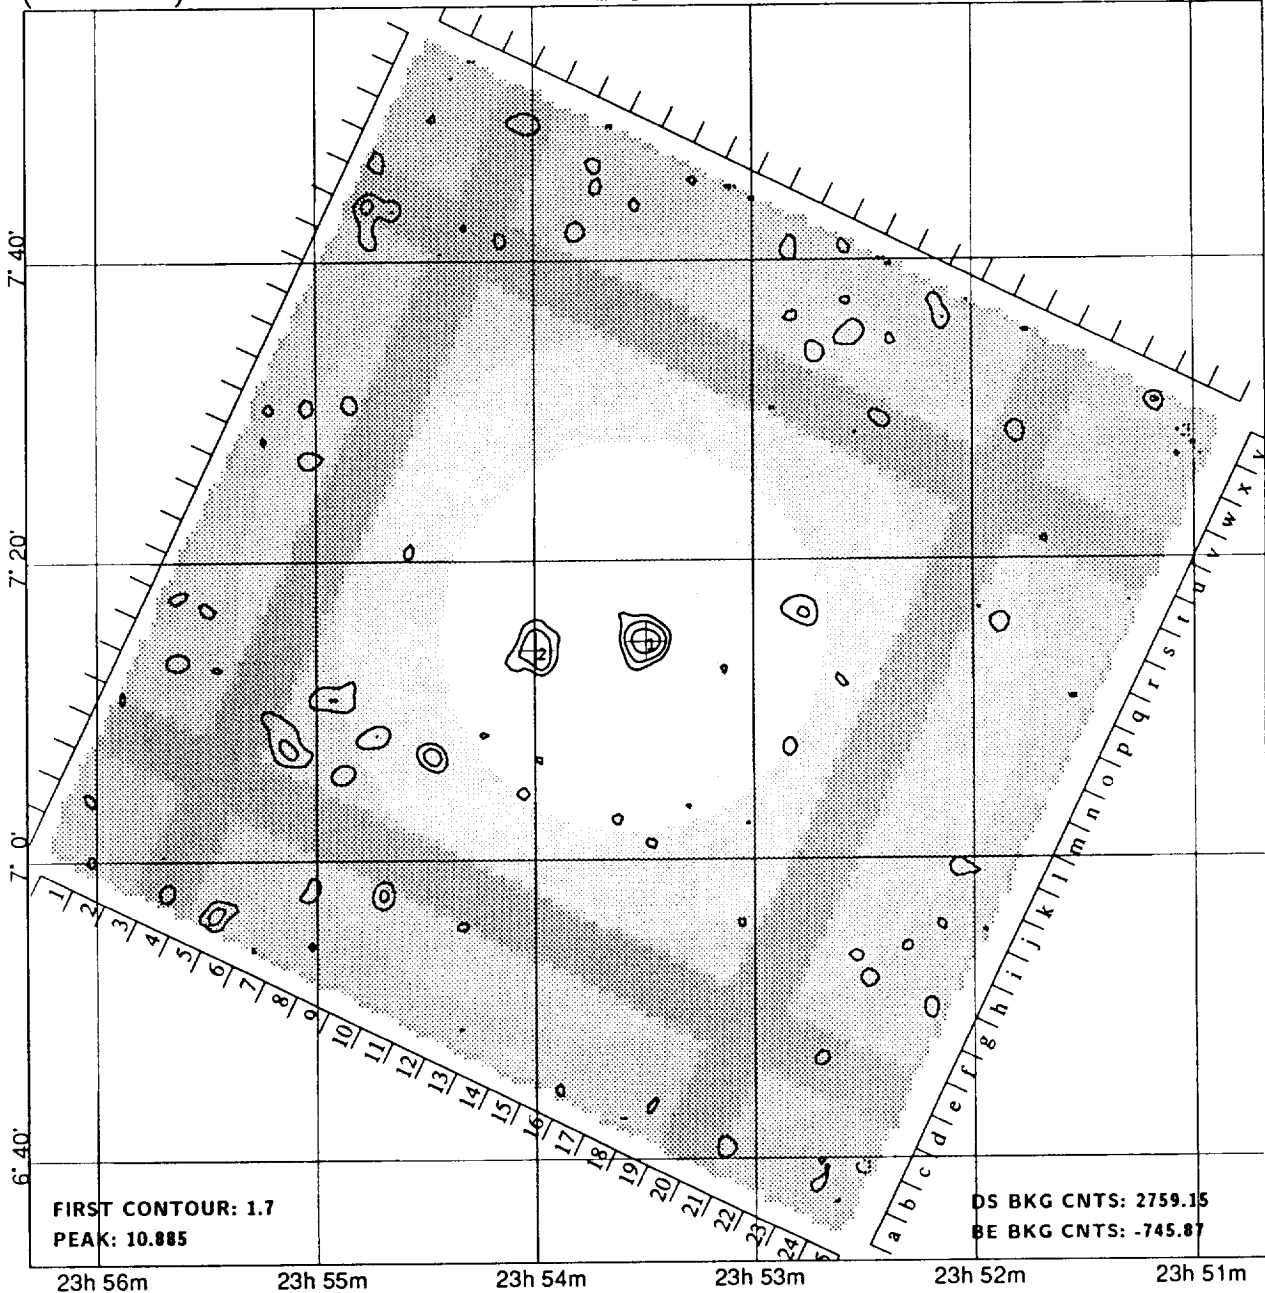 7° 40'
7° 20'
7° 0'
6° 40'
2
1
1 2 3 4 5 6 7 8 9 10 11 12 13 14 15 16 17 18 19 20 21 22 23 24
a b c d e f g h i j k l m n o p q r s t u v w x y
FIRST CONTOUR: 1.7
PEAK: 10.885
DS BKG CNTS: 2759.15
BE BKG CNTS: -745.87
23h 56m 23h 55m 23h 54m 23h 53m 23h 52m 23h 51m